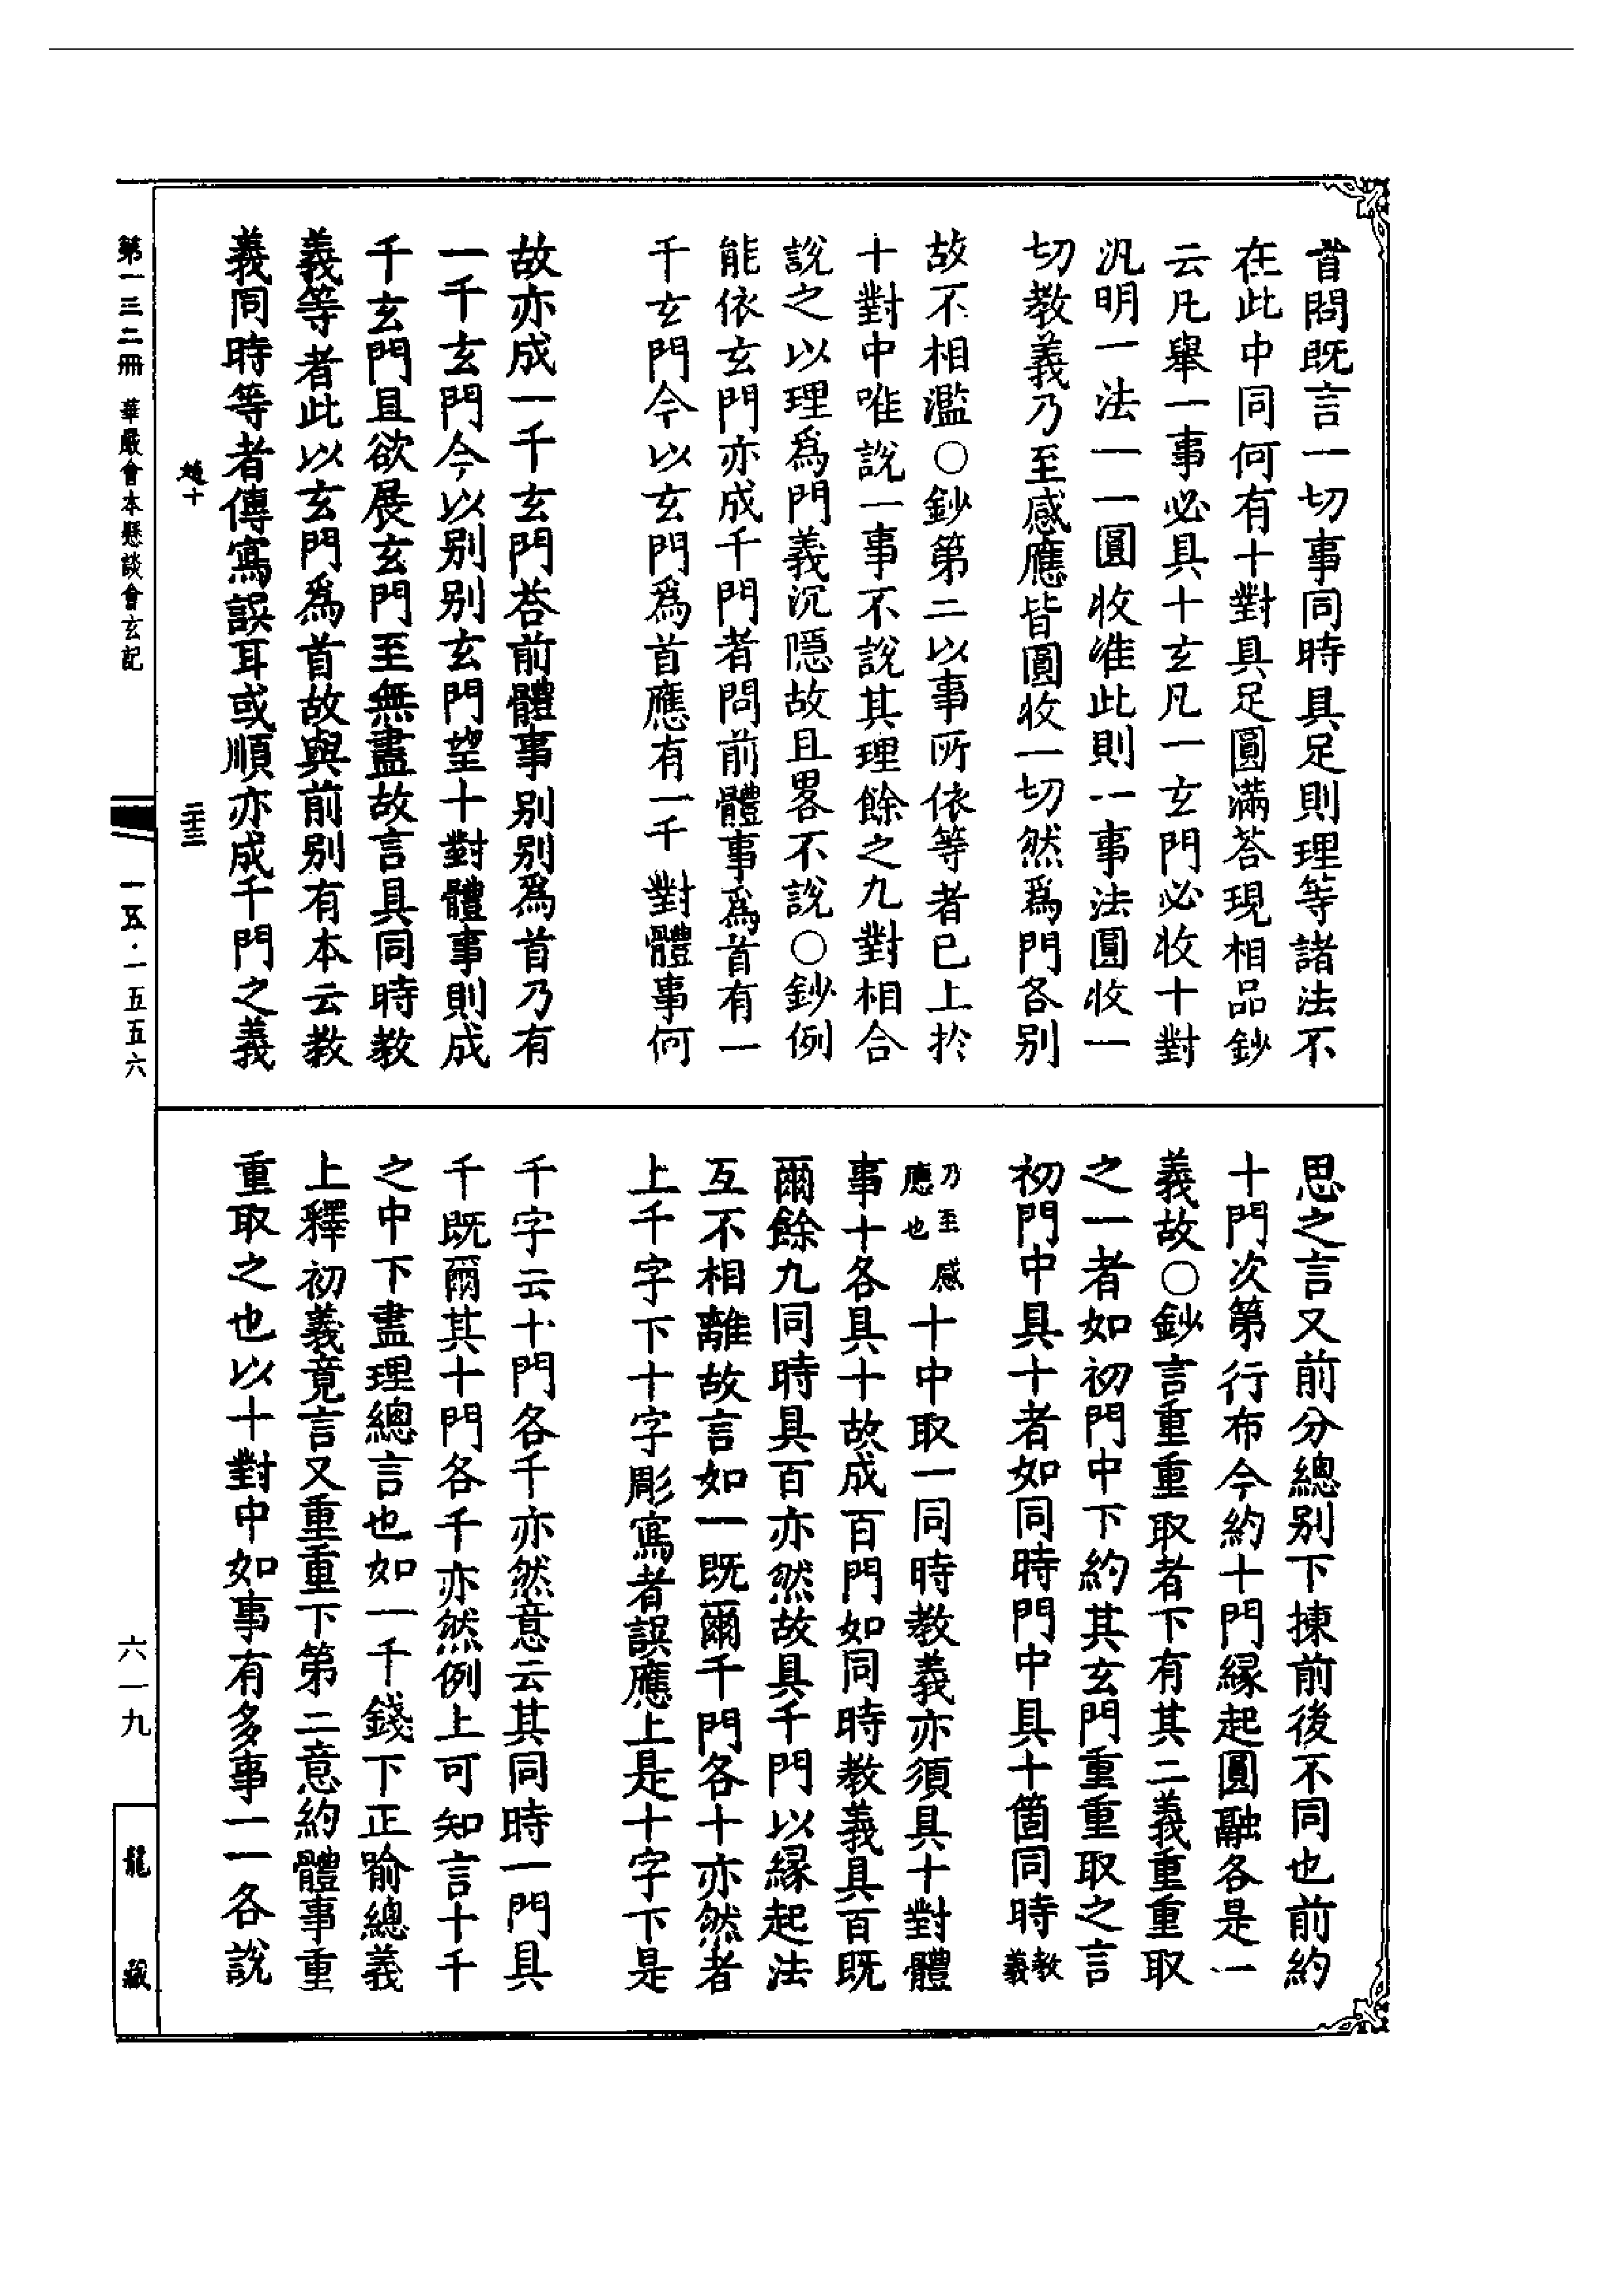 首問既言一切事同時具足則理等諸法不
在此中同何有十對具足圓滿荅現相品鈔
云凡舉一事必具十玄凡一玄門必收十對
汎明一法一一圓收准此則一事法圓收一
切教義乃至感應皆圓收一切然爲門各別
故不相濫○鈔第二以事所依等者已上於
十對中唯說一事不說其理餘之九對相合
說之以理爲門義沉隱故且畧不說○鈔例
能依玄門亦成千門者問前體事爲首有一
千玄門今以玄門爲首應有一千對體事何
故亦成一千玄門荅前體事別別爲首乃有
一千玄門今以別別玄門望十對體事則成
千玄門且欲展玄門至無盡故言具同時教
義等者此以玄門爲首故與前別有本云教
義同時等者傳寫誤耳或順亦成千門之義
趙十
二十三
思之言又前分總別下揀前後不同也前約
十門次第行布今約十門緣起圓融各是一
義故○鈔言重重取者下有其二義重重取
之一者如初門中下約其玄門重重取之言
初門中具十者如同時門中具十箇同時教義
乃至感應也十中取一同時教義亦須具十對體
事十各具十故成百門如同時教義具百既
爾餘九同時具百亦然故具千門以緣起法
互不相離故言如一既爾千門各十亦然者
上千字下十字彫寫者誤應上是十字下是
千字云十門各千亦然意云其同時一門具
千既爾其十門各千亦然例上可知言十千
之中下盡理總言也如一千錢下正喻總義
上釋初義竟言又重重下第二意約體事重
重取之也以十對中如事有多事一一各說
第一三二冊 華嚴會本懸談會玄記
一五·一五五六
六一九
龍藏